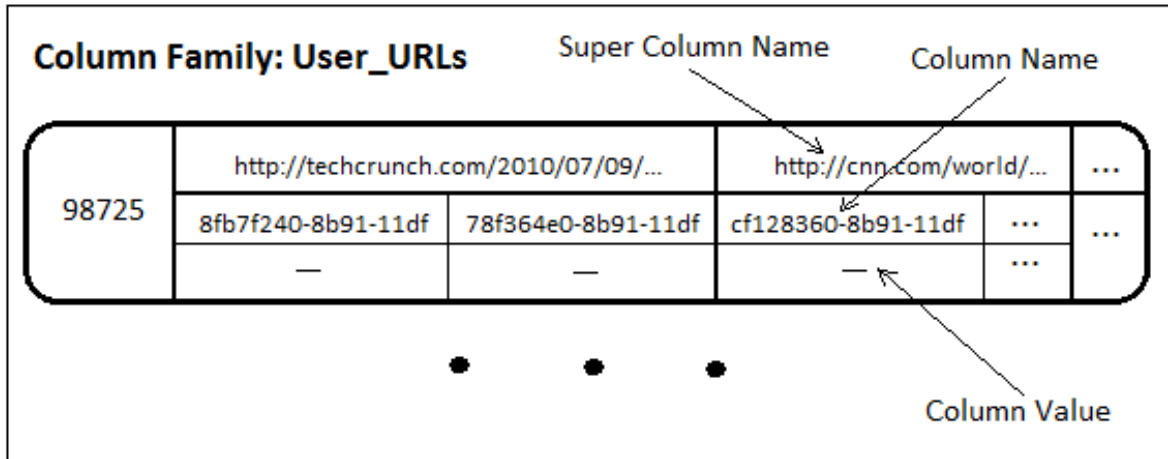 Column Family: User_URLs
Super Column Name
Column Name
98725
http://techcrunch.com/2010/07/09/...
http://cnn.com/world/...
...
8fb7f240-8b91-11df
78f364e0-8b91-11df
cf128360-8b91-11df
...
...
—
—
—
...
Column Value